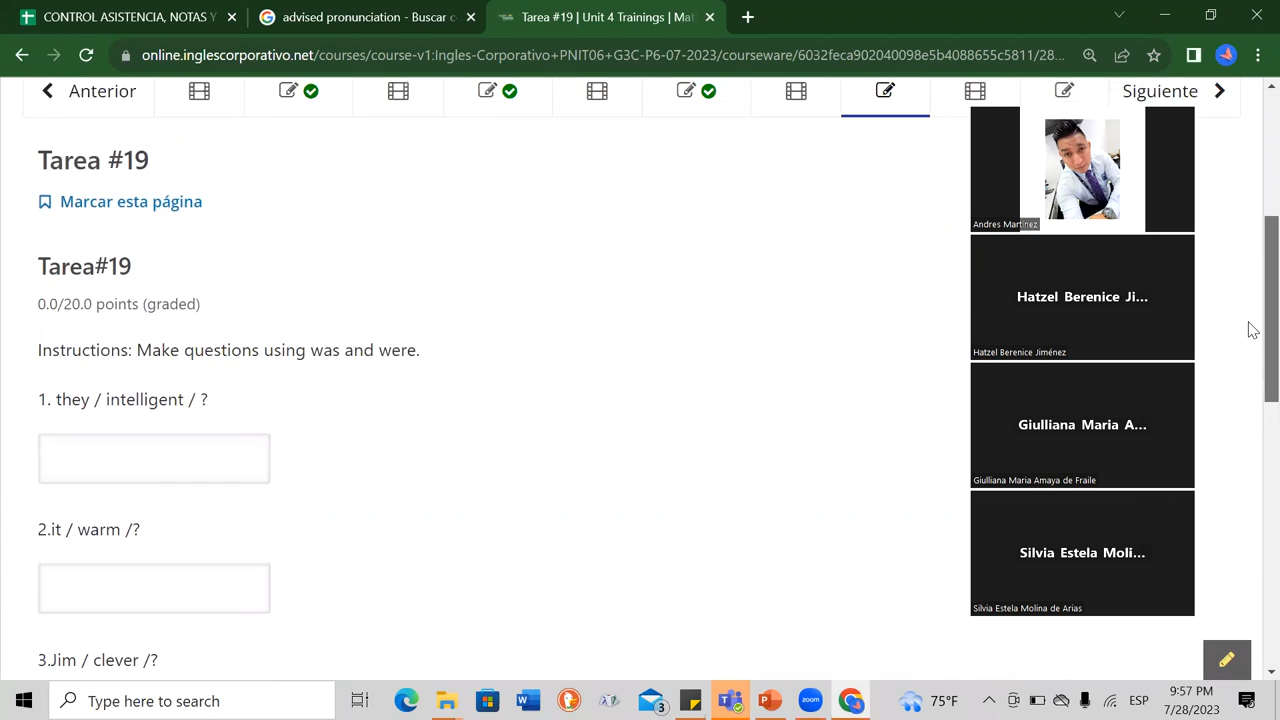 CONTROL ASISTENCIA, NOTAS Y
advised pronunciation - Buscar c
Tarea #19 | Unit 4 Trainings | Mat
online.inglescorporativo.net/courses/course-v1:Ingles-Corporativo+PNIT06+G3C-P6-07-2023/courseware/6032feca902040098e5b4088655c5811/28...
Anterior
Siguiente
Tarea #19
Marcar esta página
Tarea#19
0.0/20.0 points (graded)
Instructions: Make questions using was and were.
1. they / intelligent / ?
2.it / warm /?
3.Jim / clever /?
Andres Martinez
Hatzel Berenice Ji...
Hatzel Berenice Jiménez
Giulliana Maria A...
Giulliana Maria Amaya de Fraile
Silvia Estela Moli...
Silvia Estela Molina de Arias
Type here to search
3
75°F
ESP
9:57 PM
7/28/2023